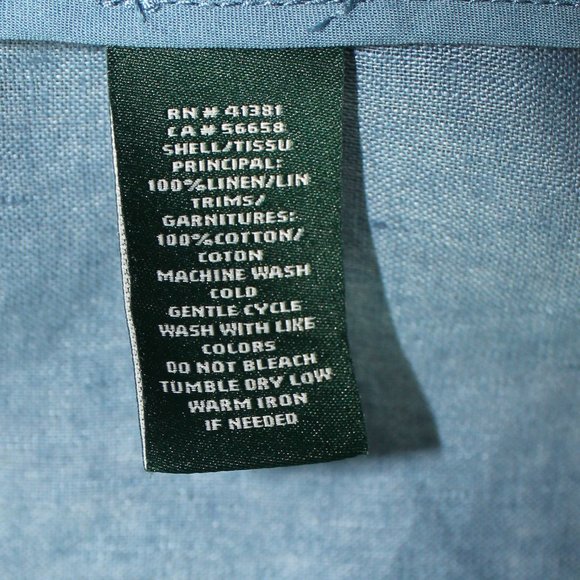 RN # 41381
CA # 56658
SHELL/TISSU
PRINCIPAL:
100%LINEN/LIN
TRIMS/
GARNITURES:
100%COTTON/
COTON
MACHINE WASH
COLD
GENTLE CYCLE
WASH WITH LIKE
COLORS
DO NOT BLEACH
TUMBLE DRY LOW
WARM IRON
IF NEEDED